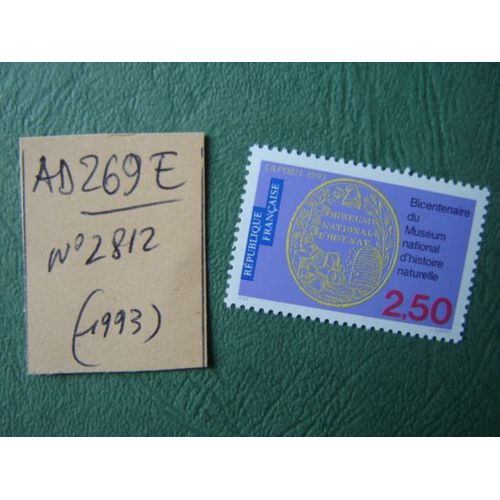 AD269E
N° 2812
(1993)
LA POSTE 1993
RÉPUBLIQUE
FRANÇAISE
MUSEUM
NATIONAL
D'HIST. NAT.
Bicentenaire
du
Muséum
national
d'histoire
naturelle
2,50